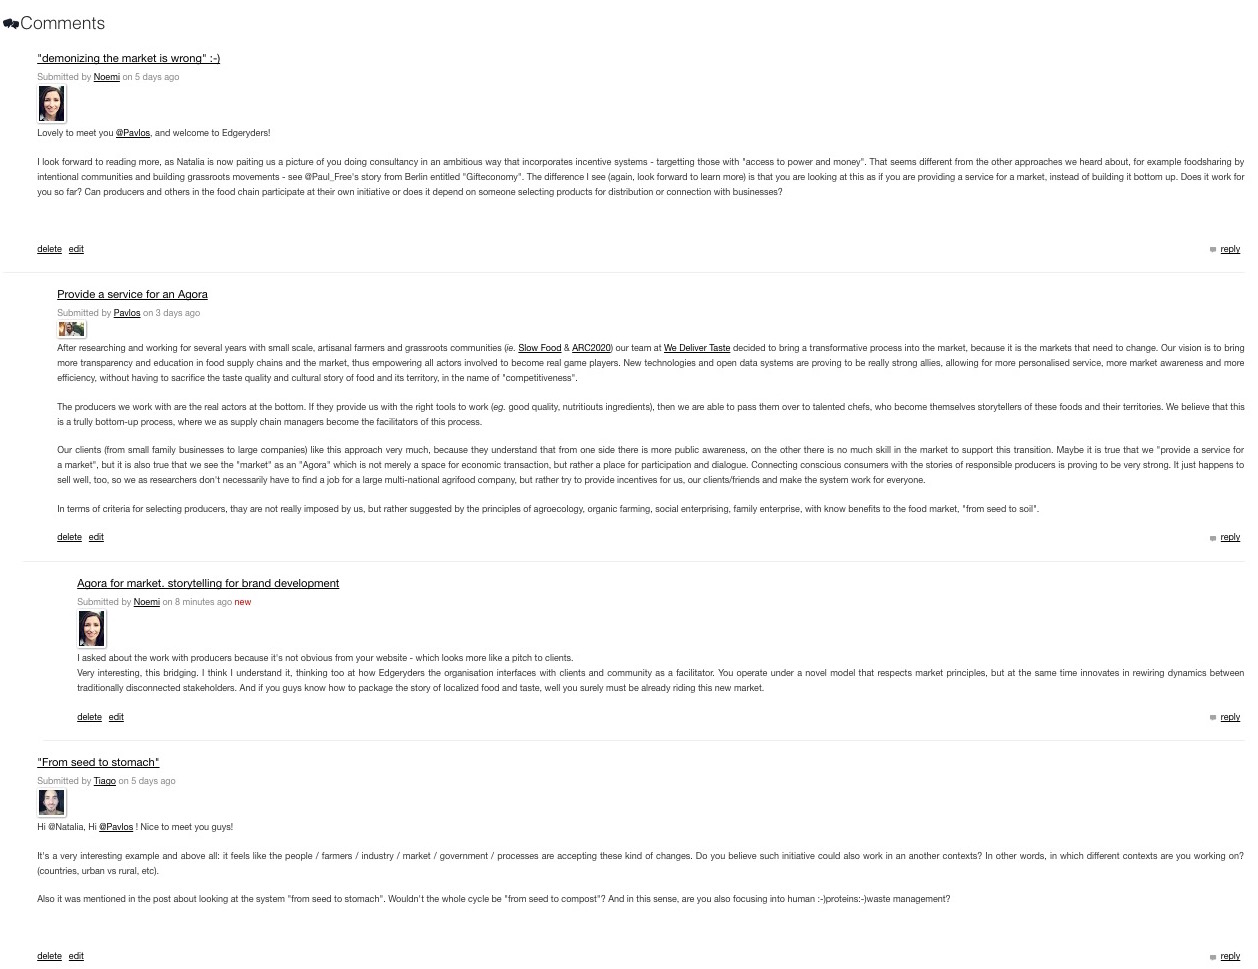 Comments
"demonizing the market is wrong" :-)
Submitted by Noemi on 5 days ago
Lovely to meet you @Pavlos, and welcome to Edgeryders!
I look forward to reading more, as Natalia is now paiting us a picture of you doing consultancy in an ambitious way that incorporates incentive systems - targetting those with "access to power and money". That seems different from the other approaches we heard about, for example foodsharing by
intentional communities and building grassroots movements - see @Paul_Free's story from Berlin entitled "Gifteconomy". The difference I see (again, look forward to learn more) is that you are looking at this as if you are providing a service for a market, instead of building it bottom up. Does it work for
you so far? Can producers and others in the food chain participate at their own initiative or does it depend on someone selecting products for distribution or connection with businesses?
delete edit reply
Provide a service for an Agora
Submitted by Pavlos on 3 days ago
After researching and working for several years with small scale, artisanal farmers and grassroots communities (ie. Slow Food & ARC2020) our team at We Deliver Taste decided to bring a transformative process into the market, because it is the markets that need to change. Our vision is to bring
more transparency and education in food supply chains and the market, thus empowering all actors involved to become real game players. New technologies and open data systems are proving to be really strong allies, allowing for more personalised service, more market awareness and more
efficiency, without having to sacrifice the taste quality and cultural story of food and its territory, in the name of "competitiveness".
The producers we work with are the real actors at the bottom. If they provide us with the right tools to work (eg. good quality, nutritiouts ingredients), then we are able to pass them over to talented chefs, who become themselves storytellers of these foods and their territories. We believe that this
is a trully bottom-up process, where we as supply chain managers become the facilitators of this process.
Our clients (from small family businesses to large companies) like this approach very much, because they understand that from one side there is more public awareness, on the other there is no much skill in the market to support this transition. Maybe it is true that we "provide a service for
a market", but it is also true that we see the "market" as an "Agora" which is not merely a space for economic transaction, but rather a place for participation and dialogue. Connecting conscious consumers with the stories of responsible producers is proving to be very strong. It just happens to
sell well, too, so we as researchers don't necessarily have to find a job for a large multi-national agrifood company, but rather try to provide incentives for us, our clients/friends and make the system work for everyone.
In terms of criteria for selecting producers, thay are not really imposed by us, but rather suggested by the principles of agroecology, organic farming, social enterprising, family enterprise, with know benefits to the food market, "from seed to soil".
delete edit reply
Agora for market. storytelling for brand development
Submitted by Noemi on 8 minutes ago new
I asked about the work with producers because it's not obvious from your website - which looks more like a pitch to clients.
Very interesting, this bridging. I think I understand it, thinking too at how Edgeryders the organisation interfaces with clients and community as a facilitator. You operate under a novel model that respects market principles, but at the same time innovates in rewiring dynamics between
traditionally disconnected stakeholders. And if you guys know how to package the story of localized food and taste, well you surely must be already riding this new market.
delete edit reply
"From seed to stomach"
Submitted by Tiago on 5 days ago
Hi @Natalia, Hi @Pavlos ! Nice to meet you guys!
It's a very interesting example and above all: it feels like the people / farmers / industry / market / government / processes are accepting these kind of changes. Do you believe such initiative could also work in an another contexts? In other words, in which different contexts are you working on?
(countries, urban vs rural, etc).
Also it was mentioned in the post about looking at the system "from seed to stomach". Wouldn't the whole cycle be "from seed to compost"? And in this sense, are you also focusing into human :-)proteins:-)waste management?
delete edit reply